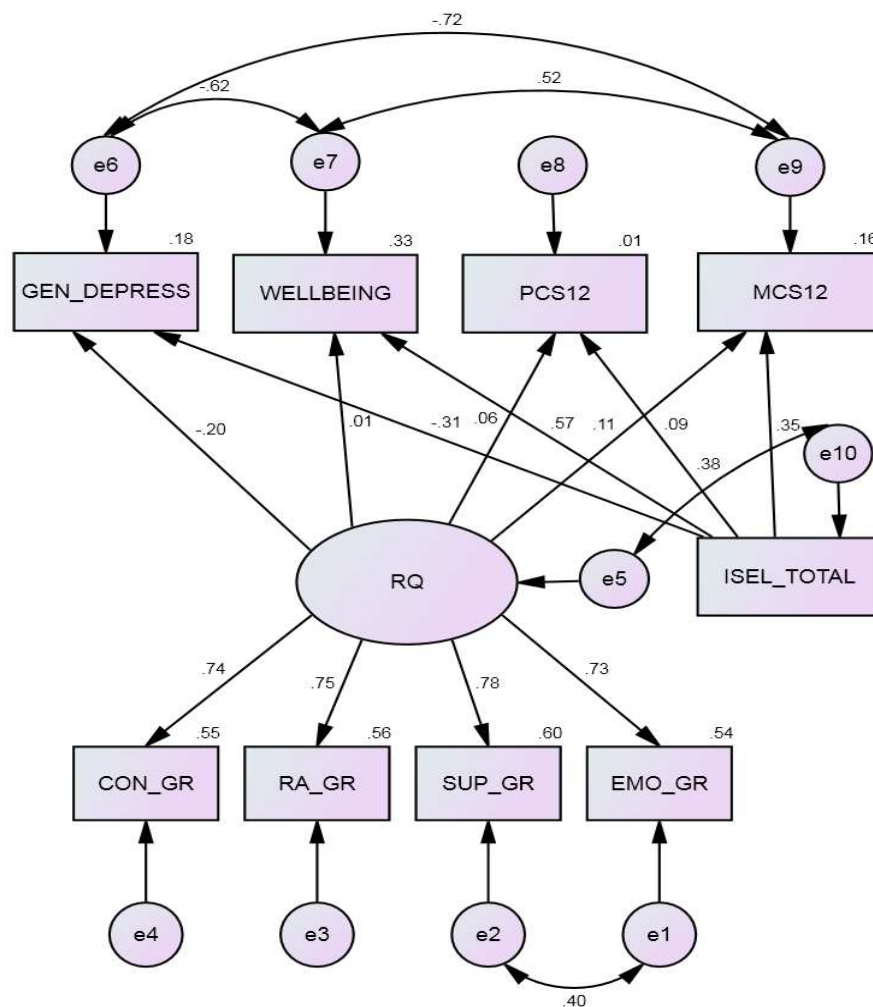 -.72
-.62
.52
e6
e7
e8
e9
.18
.33
.01
.16
GEN_DEPRESS
WELLBEING
PCS12
MCS12
-.20
.01
-.31
.06
.57
.11
.09
.35
.38
e10
RQ
e5
ISEL_TOTAL
.74
.75
.78
.73
.55
.56
.60
.54
CON_GR
RA_GR
SUP_GR
EMO_GR
e4
e3
e2
e1
.40